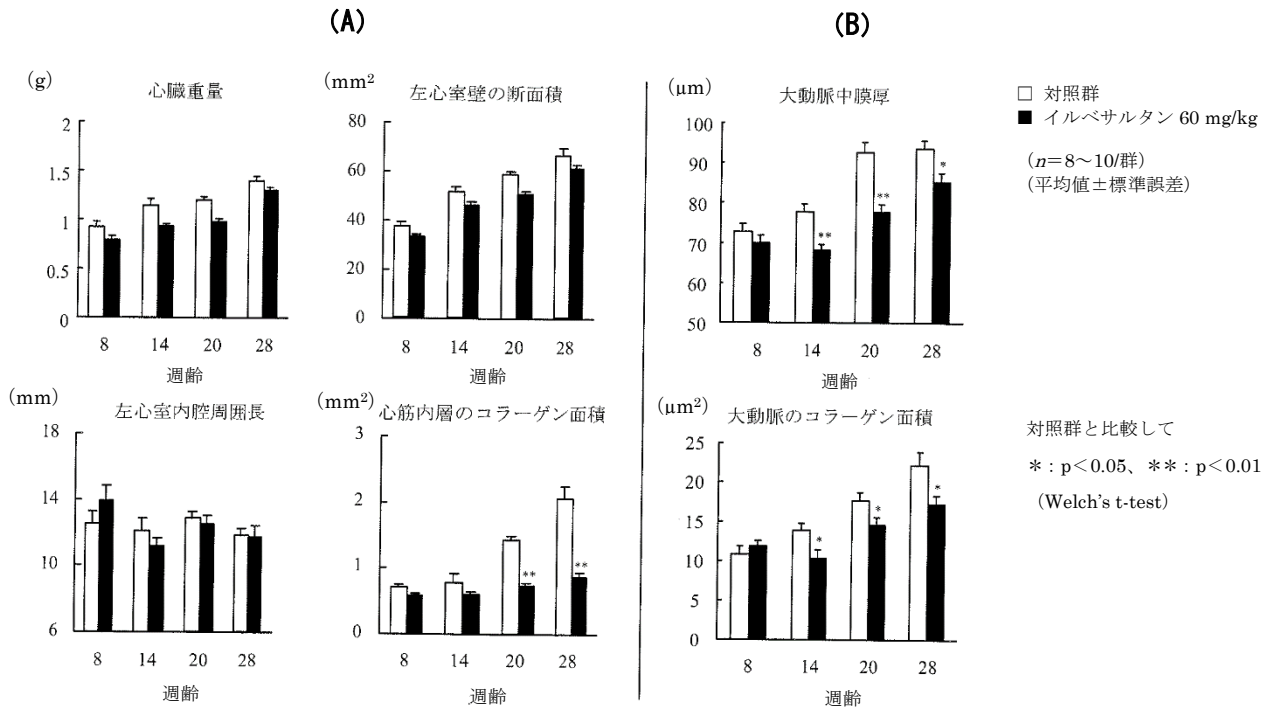 (A)
(B)
(g)
心臓重量
2
1.5
1
0.5
0
8 14 20 28
週齢
(mm2
左心室壁の断面積
80
60
40
20
0
8 14 20 28
週齢
(μm)
大動脈中膜厚
100
90
80
70
60
50
** ** *
8 14 20 28
週齢
□ 対照群
■ イルベサルタン 60 mg/kg
(n=8~10/群)
(平均値±標準誤差)
(mm)
左心室内腔周囲長
18
14
10
6
8 14 20 28
週齢
(mm²)
心筋内層のコラーゲン面積
3
2
1
0
** **
8 14 20 28
週齢
(μm²)
大動脈のコラーゲン面積
25
20
15
10
5
0
* * *
8 14 20 28
週齢
対照群と比較して
*:p<0.05、**:p<0.01
(Welch's t-test)